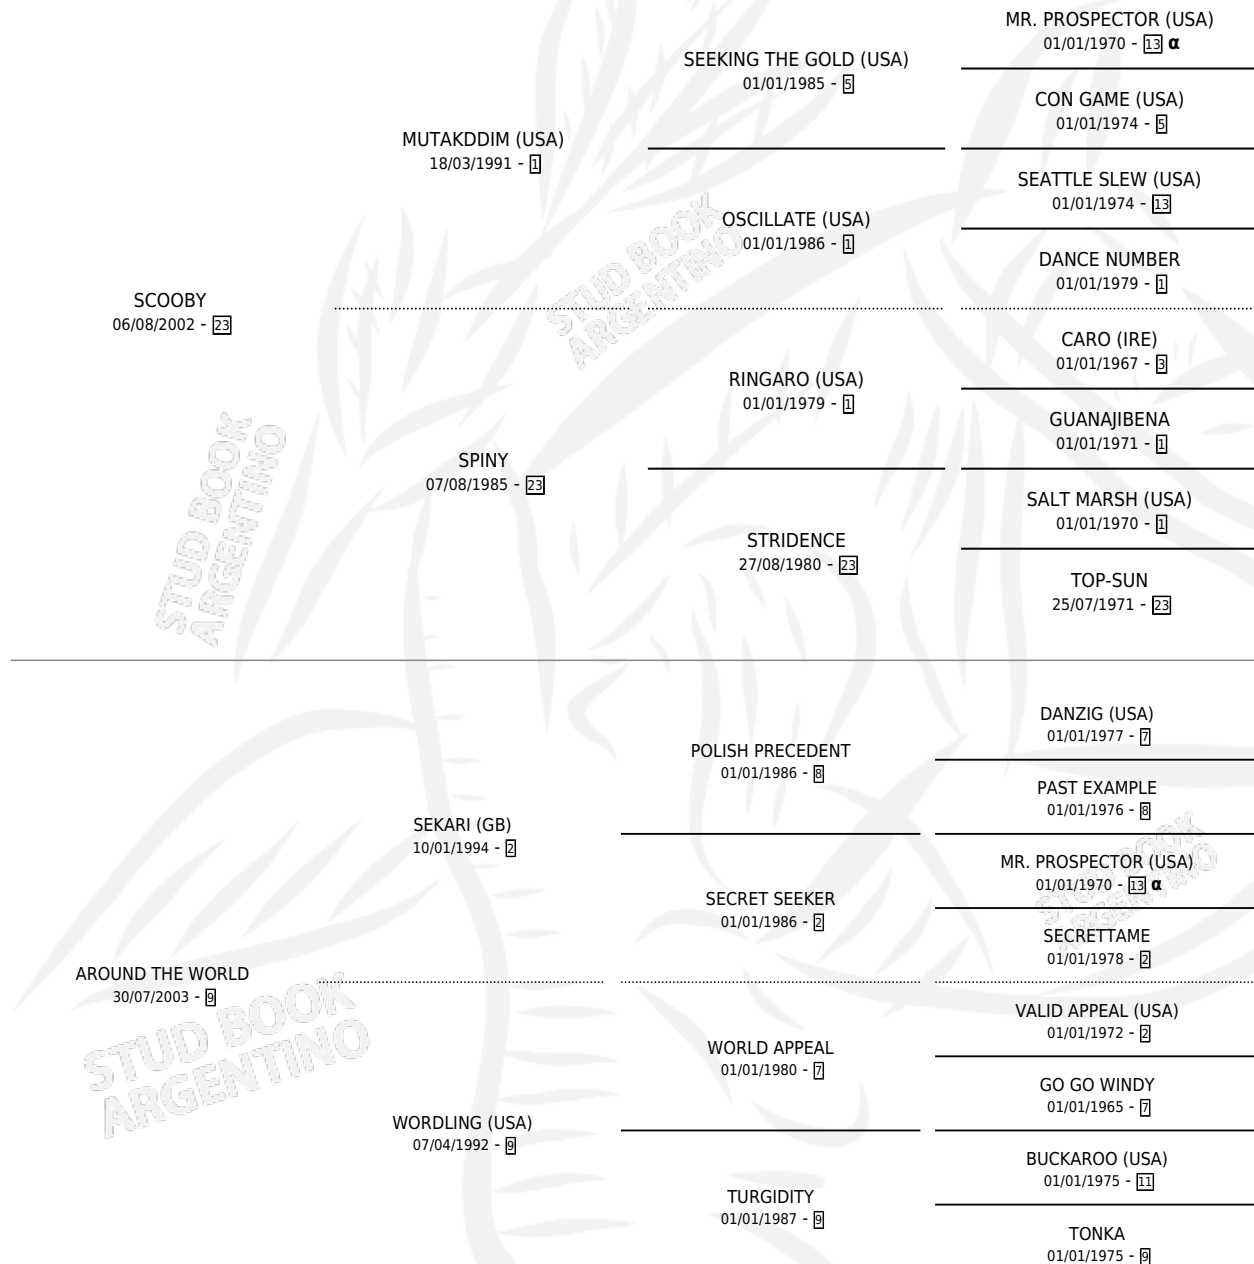 MR. PROSPECTOR (USA)
01/01/1970 - 13 α
SEEKING THE GOLD (USA)
01/01/1985 - 5
CON GAME (USA)
01/01/1974 - 5
MUTAKDDIM (USA)
18/03/1991 - 1
SEATTLE SLEW (USA)
01/01/1974 - 13
OSCILLATE (USA)
01/01/1986 - 1
DANCE NUMBER
01/01/1979 - 1
SCOOBY
06/08/2002 - 23
CARO (IRE)
01/01/1967 - 3
RINGARO (USA)
01/01/1979 - 1
GUANAJIBENA
01/01/1971 - 1
SPINY
07/08/1985 - 23
SALT MARSH (USA)
01/01/1970 - 1
STRIDENCE
27/08/1980 - 23
TOP-SUN
25/07/1971 - 23
DANZIG (USA)
01/01/1977 - 7
POLISH PRECEDENT
01/01/1986 - 8
PAST EXAMPLE
01/01/1976 - 8
SEKARI (GB)
10/01/1994 - 2
MR. PROSPECTOR (USA)
01/01/1970 - 13 α
SECRET SEEKER
01/01/1986 - 2
SECRETTAME
01/01/1978 - 2
AROUND THE WORLD
30/07/2003 - 9
VALID APPEAL (USA)
01/01/1972 - 2
WORLD APPEAL
01/01/1980 - 7
GO GO WINDY
01/01/1965 - 7
WORDLING (USA)
07/04/1992 - 9
BUCKAROO (USA)
01/01/1975 - 11
TURGIDITY
01/01/1987 - 9
TONKA
01/01/1975 - 9
STUD BOOK
ARGENTINO
STUD BOOK
ARGENTINO
STUD BOOK
ARGENTINO
STUD BOOK
ARGENTINO